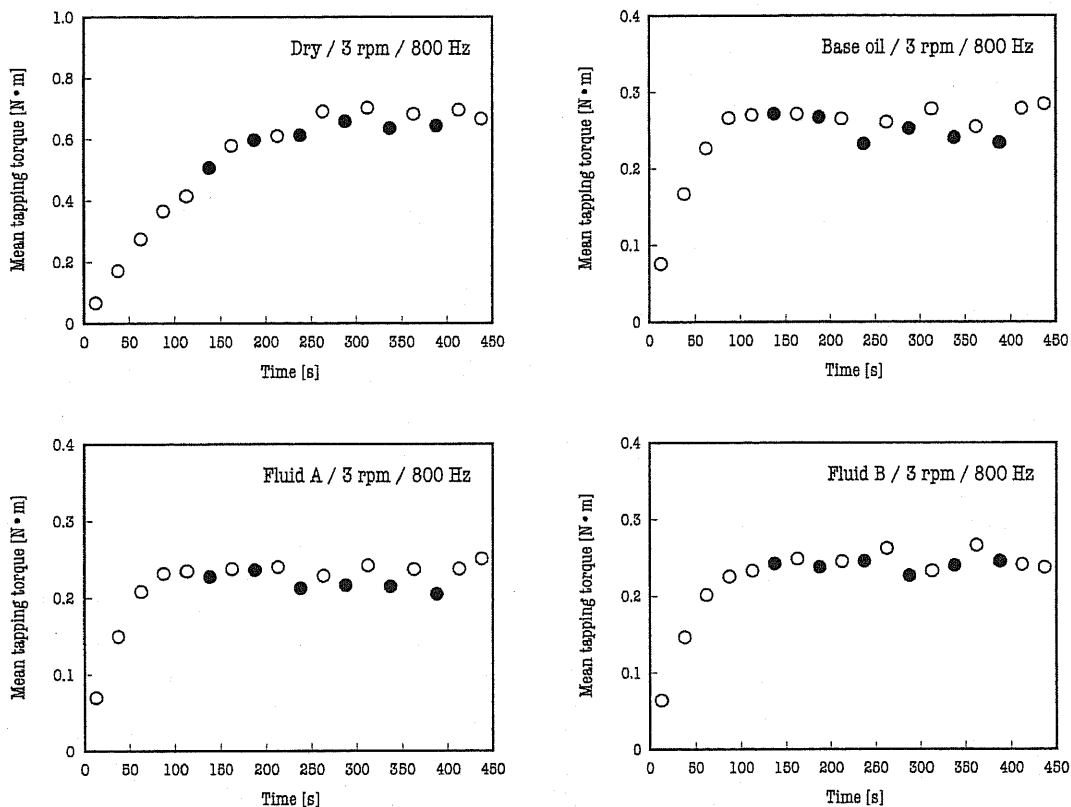 Dry / 3 rpm / 800 Hz
Mean tapping torque [N • m]
1.0
0.8
0.6
0.4
0.2
0
0 50 100 150 200 250 300 350 400 450
Time [s]
Base oil / 3 rpm / 800 Hz
Mean tapping torque [N • m]
0.4
0.3
0.2
0.1
0
0 50 100 150 200 250 300 350 400 450
Time [s]
Fluid A / 3 rpm / 800 Hz
Mean tapping torque [N • m]
0.4
0.3
0.2
0.1
0
0 50 100 150 200 250 300 350 400 450
Time [s]
Fluid B / 3 rpm / 800 Hz
Mean tapping torque [N • m]
0.4
0.3
0.2
0.1
0
0 50 100 150 200 250 300 350 400 450
Time [s]